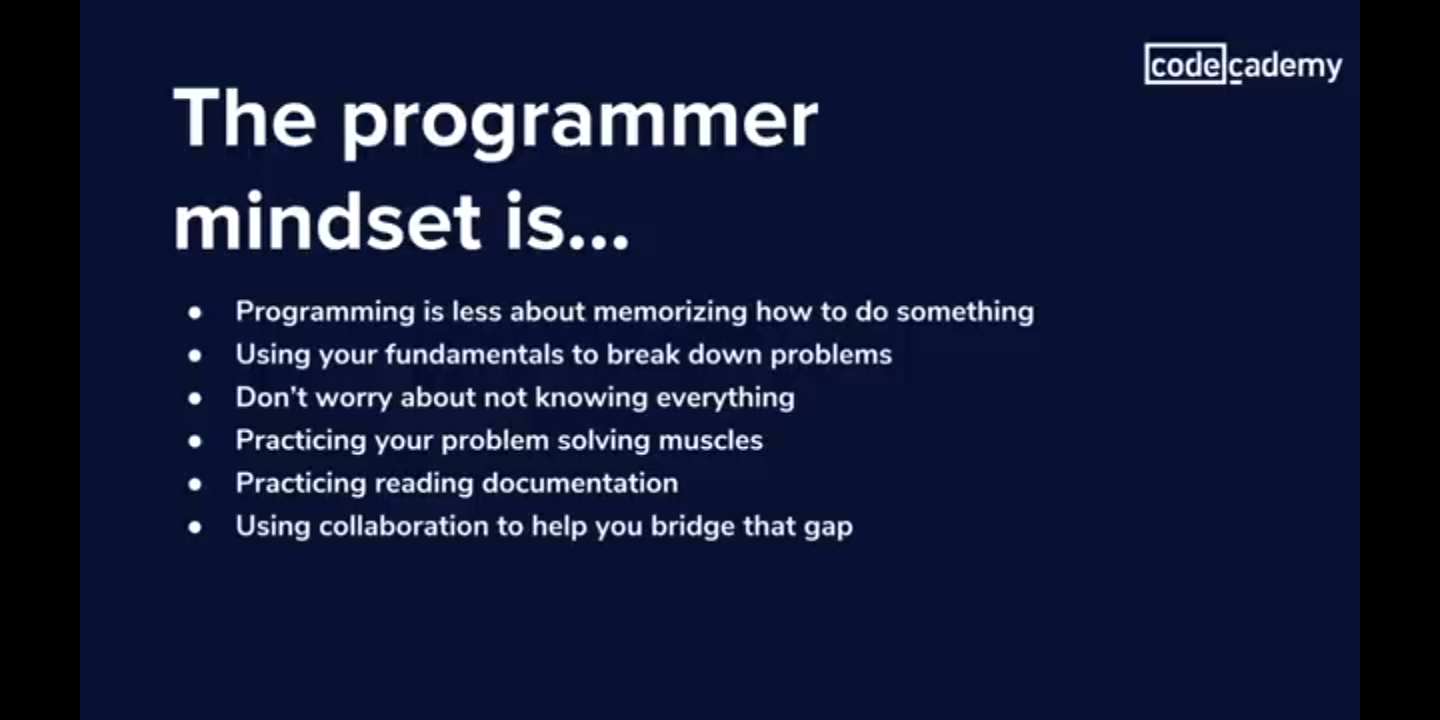 codecademy
The programmer
mindset is...
● Programming is less about memorizing how to do something
● Using your fundamentals to break down problems
● Don't worry about not knowing everything
● Practicing your problem solving muscles
● Practicing reading documentation
● Using collaboration to help you bridge that gap